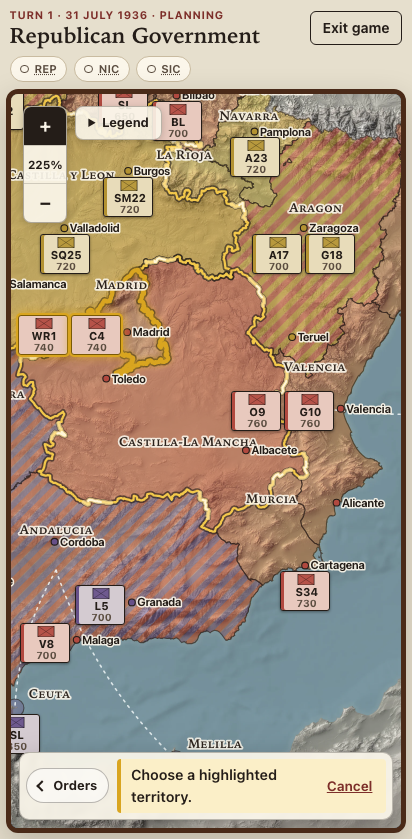 TURN 1 · 31 JULY 1936 · PLANNING
Republican Government
Exit game
REP
NIC
SIC
Bilbao
SL
BL
700
+
Legend
225%
−
NAVARRA
Pamplona
LA RIOJA
A23
720
CASTILLA Y LEON
Burgos
SM22
720
ARAGON
Valladolid
Zaragoza
SQ25
720
A17
700
G18
700
Salamanca
MADRID
WR1
740
C4
740
Madrid
Teruel
VALENCIA
Toledo
RA
O9
760
G10
760
Valencia
CASTILLA-LA MANCHA
Albacete
MURCIA
Alicante
ANDALUCIA
Cordoba
Cartagena
S34
730
L5
700
Granada
V8
700
Malaga
CEUTA
SL
350
MELILLA
Orders
Choose a highlighted
territory.
Cancel